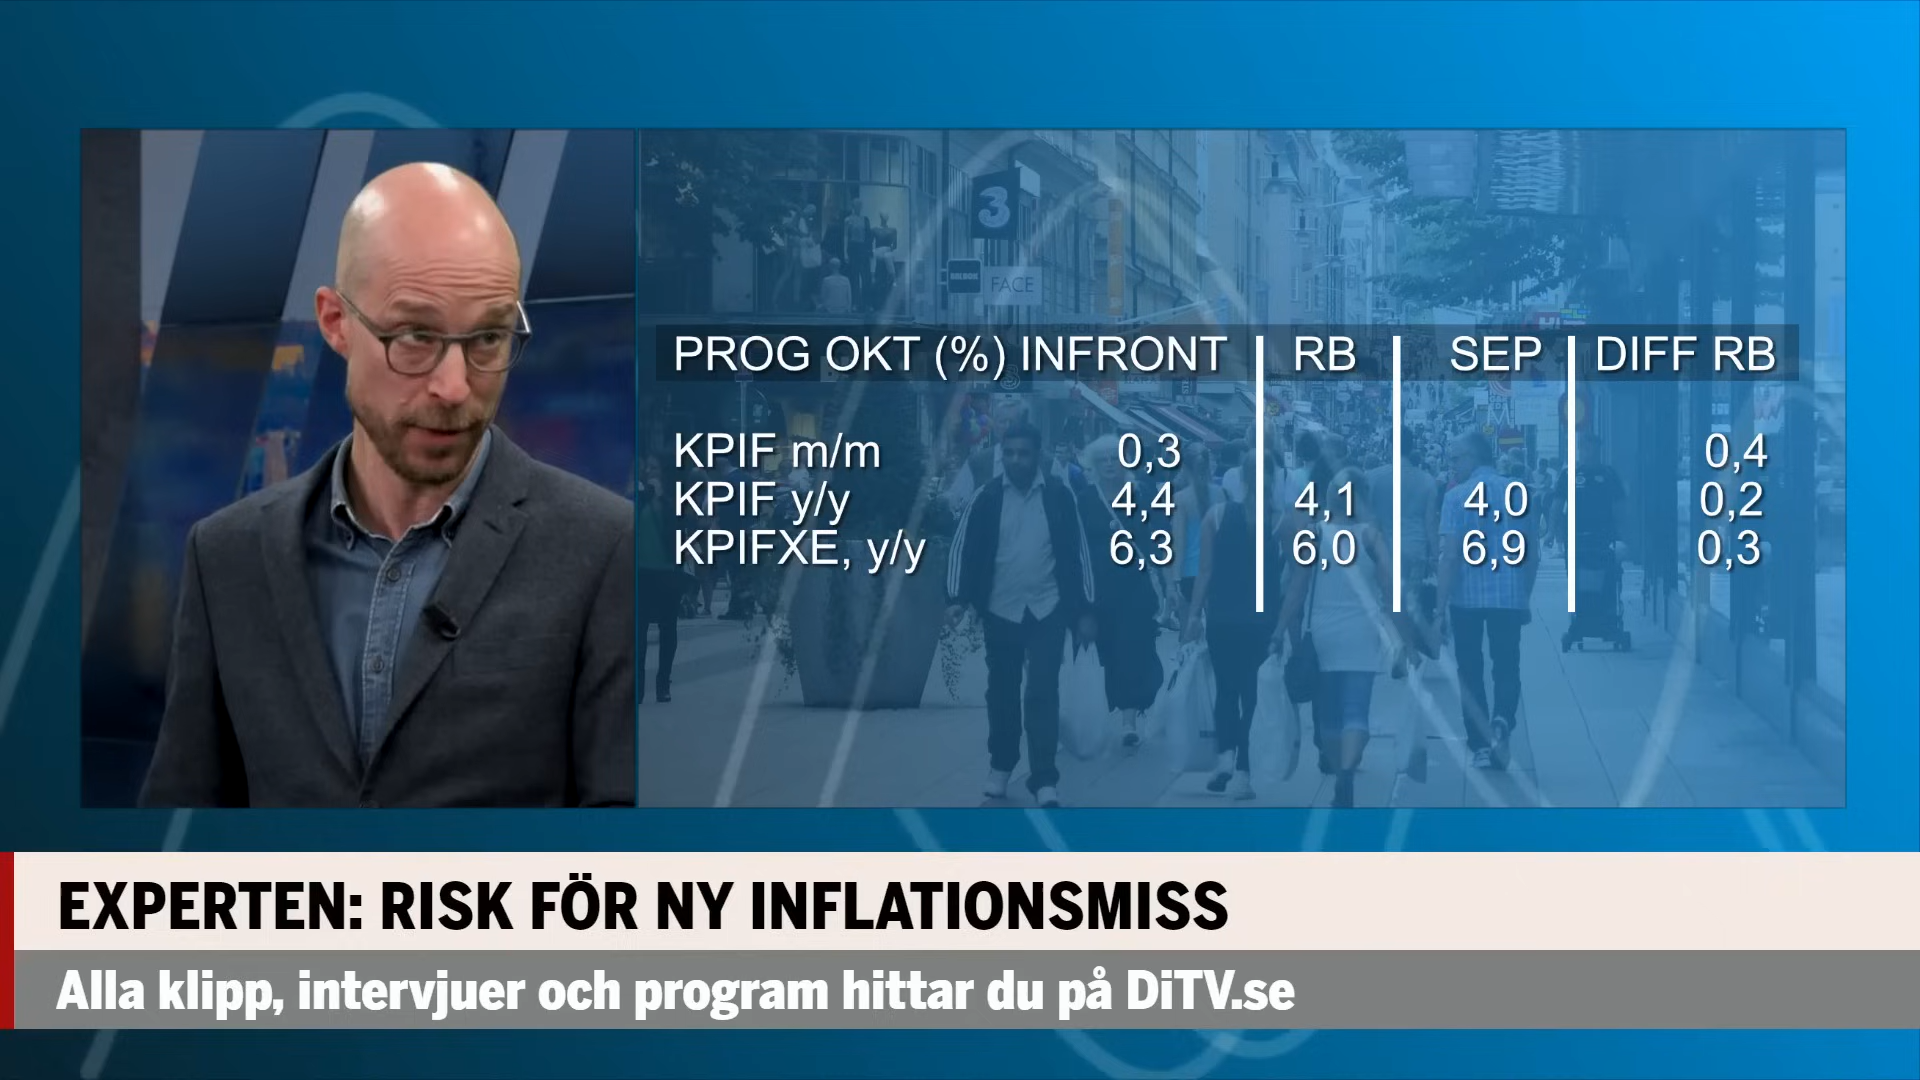 3
FACE
PROG OKT (%) INFRONT RB SEP DIFF RB
KPIF m/m 0,3 0,4
KPIF y/y 4,4 4,1 4,0 0,2
KPIFXE, y/y 6,3 6,0 6,9 0,3
EXPERTEN: RISK FÖR NY INFLATIONSMISS
Alla klipp, intervjuer och program hittar du på DiTV.se